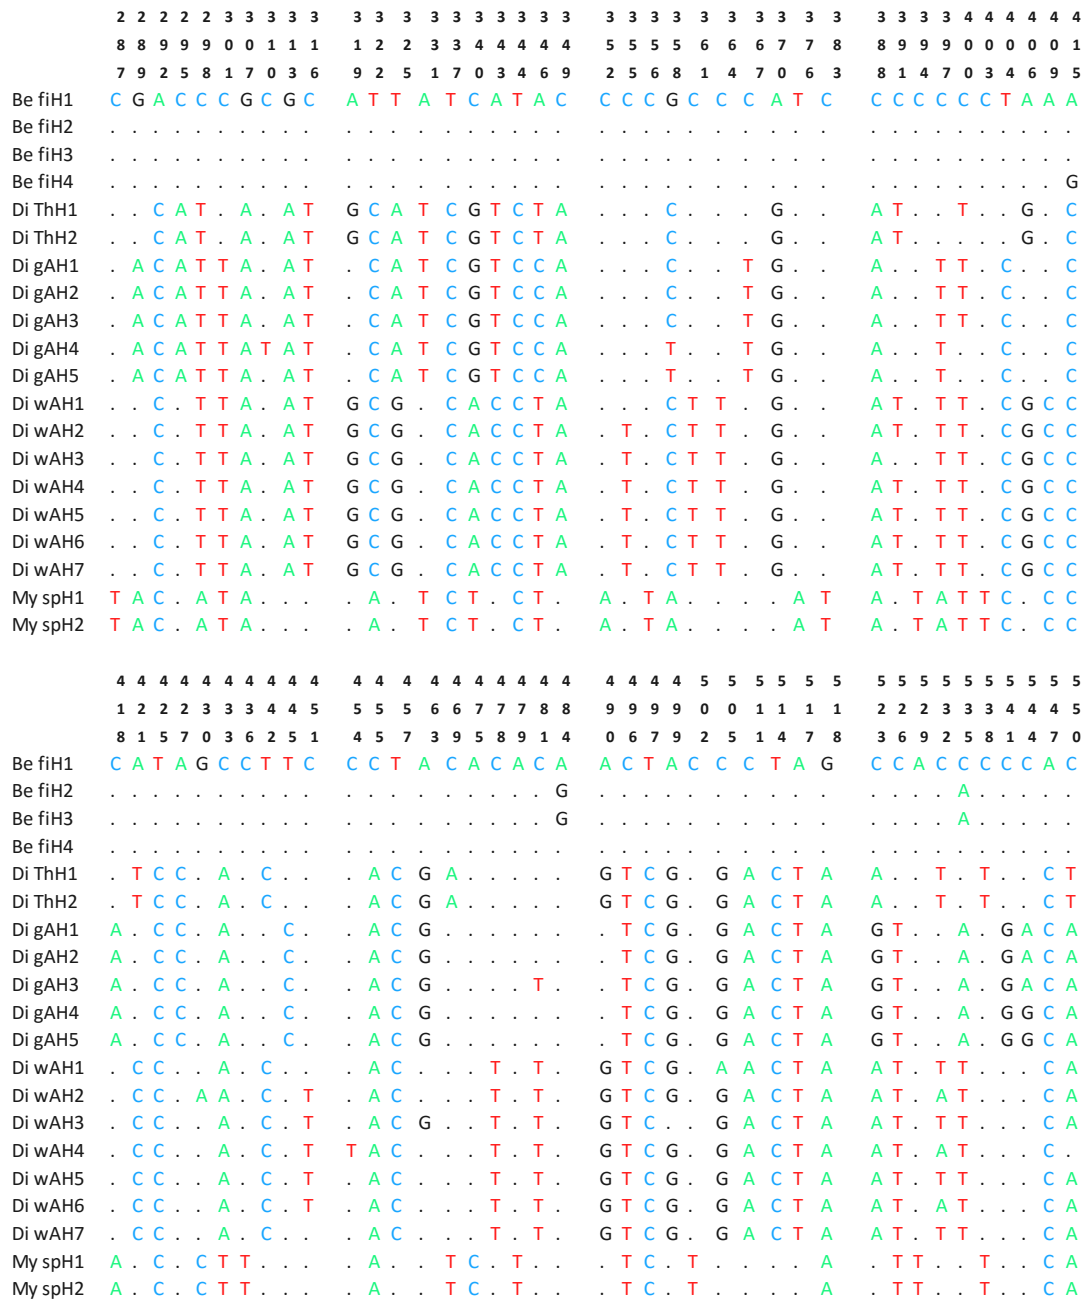 2 2 2 2 2 3 3 3 3 3 3 3 3 3 3 3 3 3 3 3 3 3 3 3 3 3 3 3 3 3 3 3 4 4 4 4 4 4
8 8 9 9 9 0 0 1 1 1 1 2 2 3 3 4 4 4 4 5 5 5 6 6 6 7 7 8 8 9 9 9 0 0 0 0 0 1
7 9 2 5 8 1 7 0 3 6 9 2 5 1 7 0 3 6 9 2 5 8 1 4 7 0 3 3 8 1 4 7 0 3 4 6 9 5
Be fiH1 C G A C C C G C G C A T T A T C A T A C C C C G C C C A T C C C C C C C T A A A
Be fiH2 . . . . . . . . . . . . . . . . . . . . . . . . . . . . . . . . . . . . . . . .
Be fiH3 . . . . . . . . . . . . . . . . . . . . . . . . . . . . . . . . . . . . . . . .
Be fiH4 . . . . . . . . . . . . . . . . . . . . . . . . . . . . . . . . . . . . . . . G
Di ThH1 . . C A T . A . A T G C A T C G T C T A . . . C . . . G . . A T . . T . . G . C
Di ThH2 . . C A T . A . A T G C A T C G T C T A . . . C . . . G . . A T . . . . . G . C
Di gAH1 . A C A T T A . A T . C A T C G T C C A . . . C . . T G . . A . . T T . C . . C
Di gAH2 . A C A T T A . A T . C A T C G T C C A . . . C . . T G . . A . . T T . C . . C
Di gAH3 . A C A T T A . A T . C A T C G T C C A . . . C . . T G . . A . . T T . C . . C
Di gAH4 . A C A T T A T A T . C A T C G T C C A . . . T . . T G . . A . . T . . C . . C
Di gAH5 . A C A T T A . A T . C A T C G T C C A . . . T . . T G . . A . . T . . C . . C
Di wAH1 . . C . T T A . A T G C G . C A C C T A . . . C T T . G . . A T . T T . C G C C
Di wAH2 . . C . T T A . A T G C G . C A C C T A . T . C T T . G . . A T . T T . C G C C
Di wAH3 . . C . T T A . A T G C G . C A C C T A . T . C T T . G . . A . . T T . C G C C
Di wAH4 . . C . T T A . A T G C G . C A C C T A . T . C T T . G . . A T . T T . C G C C
Di wAH5 . . C . T T A . A T G C G . C A C C T A . T . C T T . G . . A T . T T . C G C C
Di wAH6 . . C . T T A . A T G C G . C A C C T A . T . C T T . G . . A T . T T . C G C C
Di wAH7 . . C . T T A . A T G C G . C A C C T A . T . C T T . G . . A T . T T . C G C C
My spH1 T A C . A T A . . . . A . T C T . C T . A . T A . . . . A T A . T A T T C . C C
My spH2 T A C . A T A . . . . A . T C T . C T . A . T A . . . . A T A . T A T T C . C C
4 4 4 4 4 4 4 4 4 4 4 4 4 4 4 4 4 4 4 4 4 4 4 5 5 5 5 5 5 5 5 5 5 5 5 5 5 5 5
1 2 2 2 3 3 3 4 4 5 5 5 6 6 6 7 7 8 8 9 9 9 9 0 0 1 1 1 1 2 2 2 3 3 3 4 4 4 5
8 1 4 7 0 3 6 2 5 1 4 7 3 6 9 5 8 1 4 0 6 7 9 2 5 1 4 7 8 3 6 9 2 5 8 1 4 7 0
Be fiH1 C A T A G C C T T C C C T A C A C A C A A C T A C C C T A G C C A C C C C C A C
Be fiH2 . . . . . . . . . . . . . . . . . . . G . . . . . . . . . . . . . . A . . . . .
Be fiH3 . . . . . . . . . . . . . . . . . . . G . . . . . . . . . . . . . . A . . . . .
Be fiH4 . . . . . . . . . . . . . . . . . . . . . . . . . . . . . . . . . . . . . . . .
Di ThH1 . T C C . A . C . . . A C G A . . . . . G T C G . G A C T A A . . T . T . . C T
Di ThH2 . T C C . A . C . . . A C G A . . . . . G T C G . G A C T A A . . T . T . . C T
Di gAH1 A . C C . A . . C . . A C G . . . . . . . T C G . G A C T A G T . . A . G A C A
Di gAH2 A . C C . A . . C . . A C G . . . . . . . T C G . G A C T A G T . . A . G A C A
Di gAH3 A . C C . A . . C . . A C G . . . . T . . T C G . G A C T A G T . . A . G A C A
Di gAH4 A . C C . A . . C . . A C G . . . . . . . T C G . G A C T A G T . . A . G G C A
Di gAH5 A . C C . A . . C . . A C G . . . . . . . T C G . G A C T A G T . . A . G G C A
Di wAH1 . C C . . A . C . . . A C . . . T . T . G T C G . A A C T A A T . T T . . . C A
Di wAH2 . C C . A A . C . T . A C . . . T . T . G T C G . G A C T A A T . A T . . . C A
Di wAH3 . C C . . A . C . T . A C G . . T . T . G T C . . G A C T A A T . T T . . . C A
Di wAH4 . C C . . A . C . T T A C . . . T . T . G T C G . G A C T A A T . A T . . . C .
Di wAH5 . C C . . A . C . T . A C . . . T . T . G T C G . G A C T A A T . T T . . . C A
Di wAH6 . C C . . A . C . T . A C . . . T . T . G T C G . G A C T A A T . A T . . . C A
Di wAH7 . C C . . A . C . . . A C . . . T . T . G T C G . G A C T A A T . T T . . . C A
My spH1 A . C . C T T . . . . A . . T C . T . . . T C . T . . . . A . T T . . T . . C A
My spH2 A . C . C T T . . . . A . . T C . T . . . T C . T . . . . A . T T . . T . . C A